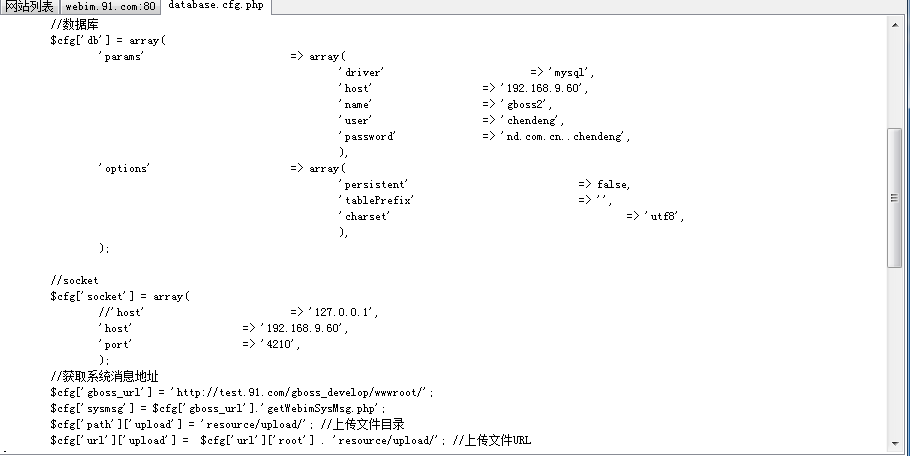 网站列表 webim.91.com:80 database.cfg.php
//数据库
$cfg['db'] = array(
'params' => array(
'driver' => 'mysql',
'host' => '192.168.9.60',
'name' => 'gboss2',
'user' => 'chendeng',
'password' => 'nd.com.cn..chendeng',
),
'options' => array(
'persistent' => false,
'tablePrefix' => '',
'charset' => 'utf8',
),
);
//socket
$cfg['socket'] = array(
//'host' => '127.0.0.1',
'host' => '192.168.9.60',
'port' => '4210',
);
//获取系统消息地址
$cfg['gboss_url'] = 'http://test.91.com/gboss_develop/wwwroot/';
$cfg['sysmsg'] = $cfg['gboss_url'].'getWebimSysMsg.php';
$cfg['path']['upload'] = 'resource/upload/'; //上传文件目录
$cfg['url']['upload'] = $cfg['url']['root'] . 'resource/upload/'; //上传文件URL